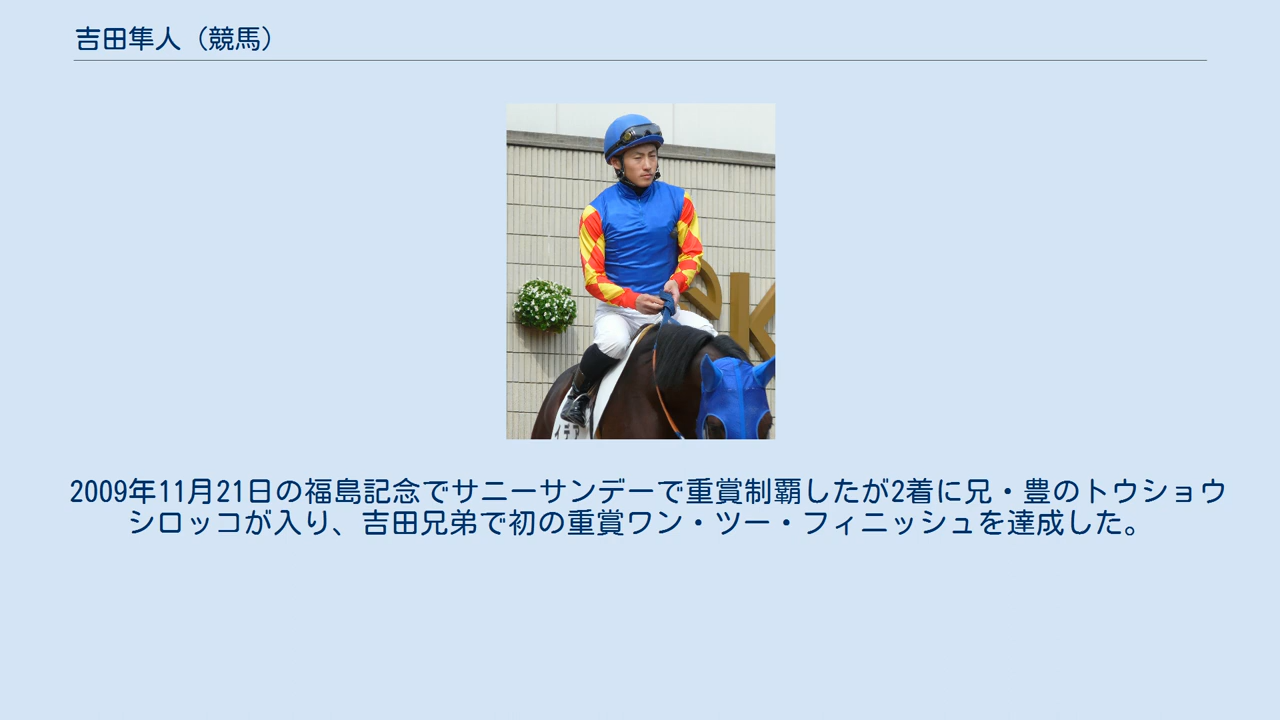 吉田隼人（競馬）
K
イデア
2009年11月21日の福島記念でサニーサンデーで重賞制覇したが2着に兄・豊のトウショウ
シロッコが入り、吉田兄弟で初の重賞ワン・ツー・フィニッシュを達成した。